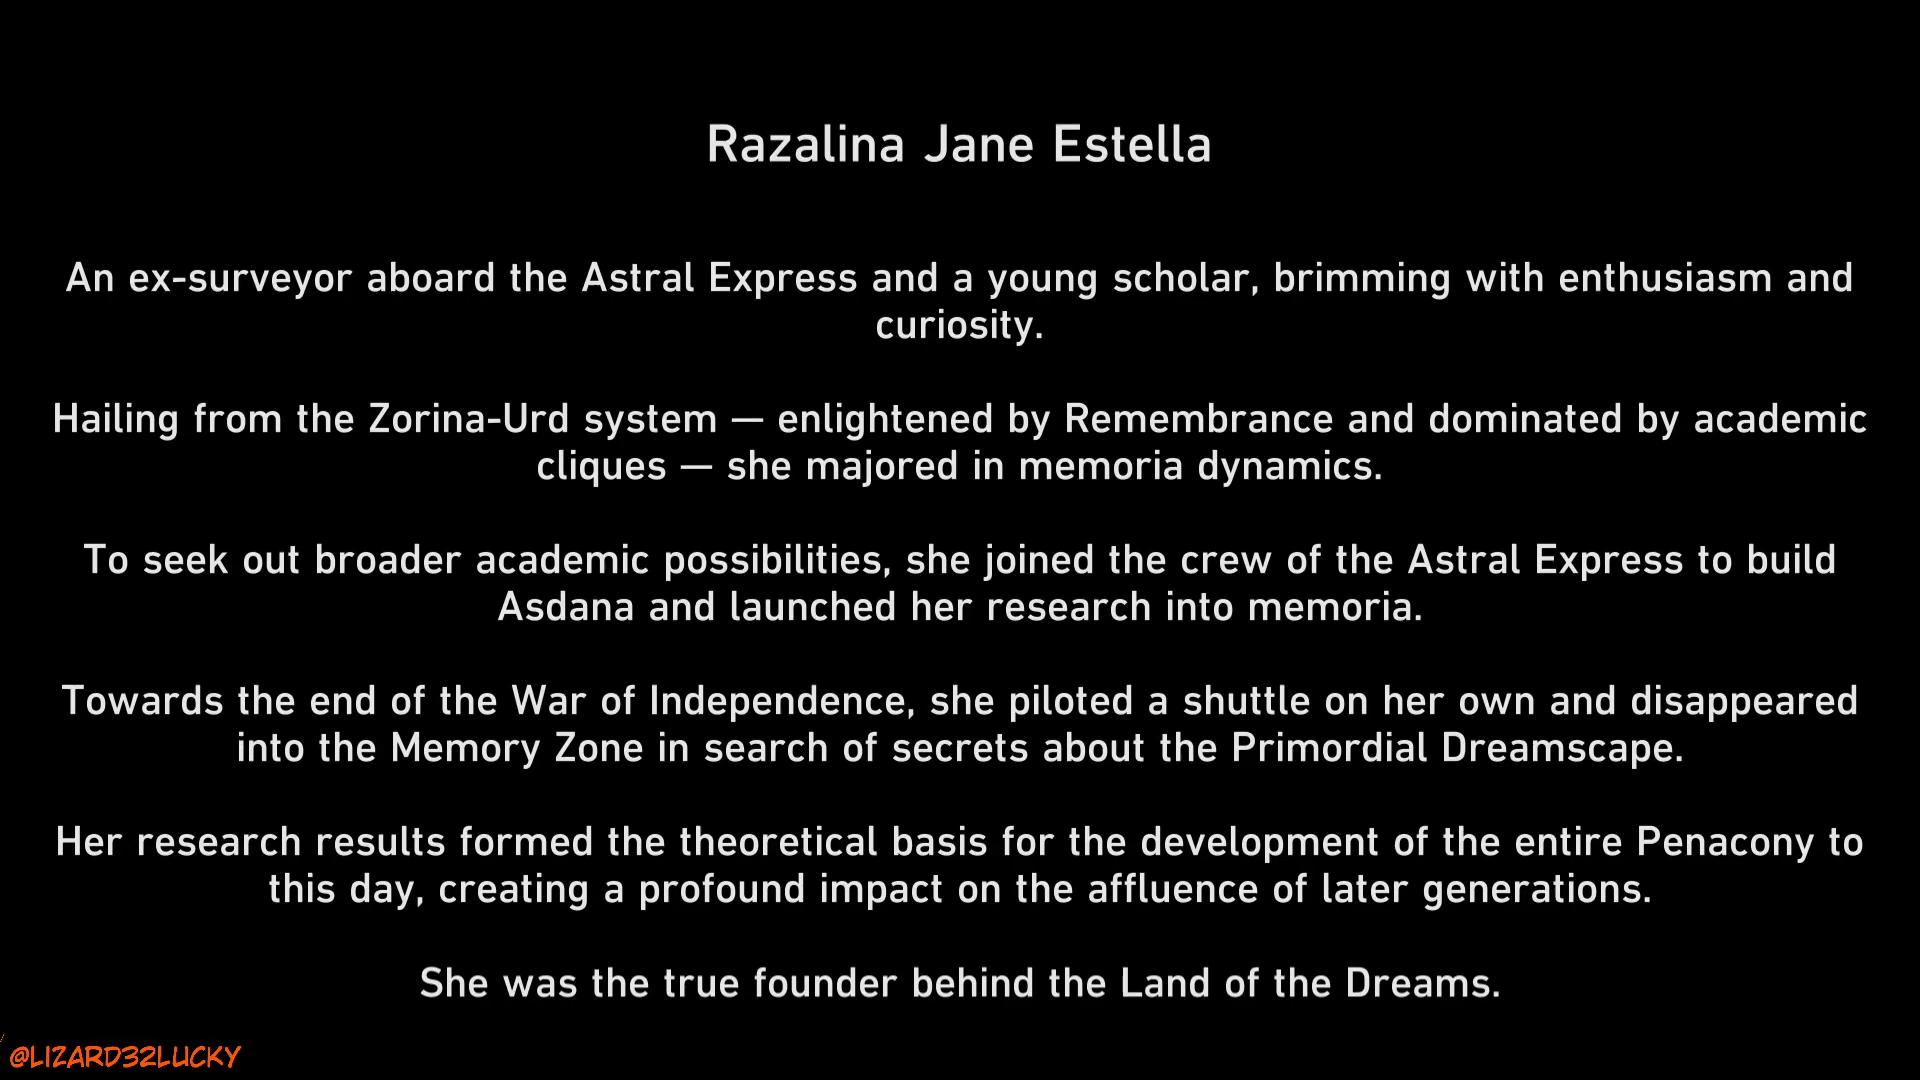 Razalina Jane Estella
An ex-surveyor aboard the Astral Express and a young scholar, brimming with enthusiasm and
curiosity.
Hailing from the Zorina-Urd system — enlightened by Remembrance and dominated by academic
cliques — she majored in memoria dynamics.
To seek out broader academic possibilities, she joined the crew of the Astral Express to build
Asdana and launched her research into memoria.
Towards the end of the War of Independence, she piloted a shuttle on her own and disappeared
into the Memory Zone in search of secrets about the Primordial Dreamscape.
Her research results formed the theoretical basis for the development of the entire Penacony to
this day, creating a profound impact on the affluence of later generations.
She was the true founder behind the Land of the Dreams.
@LIZARD32LUCKY